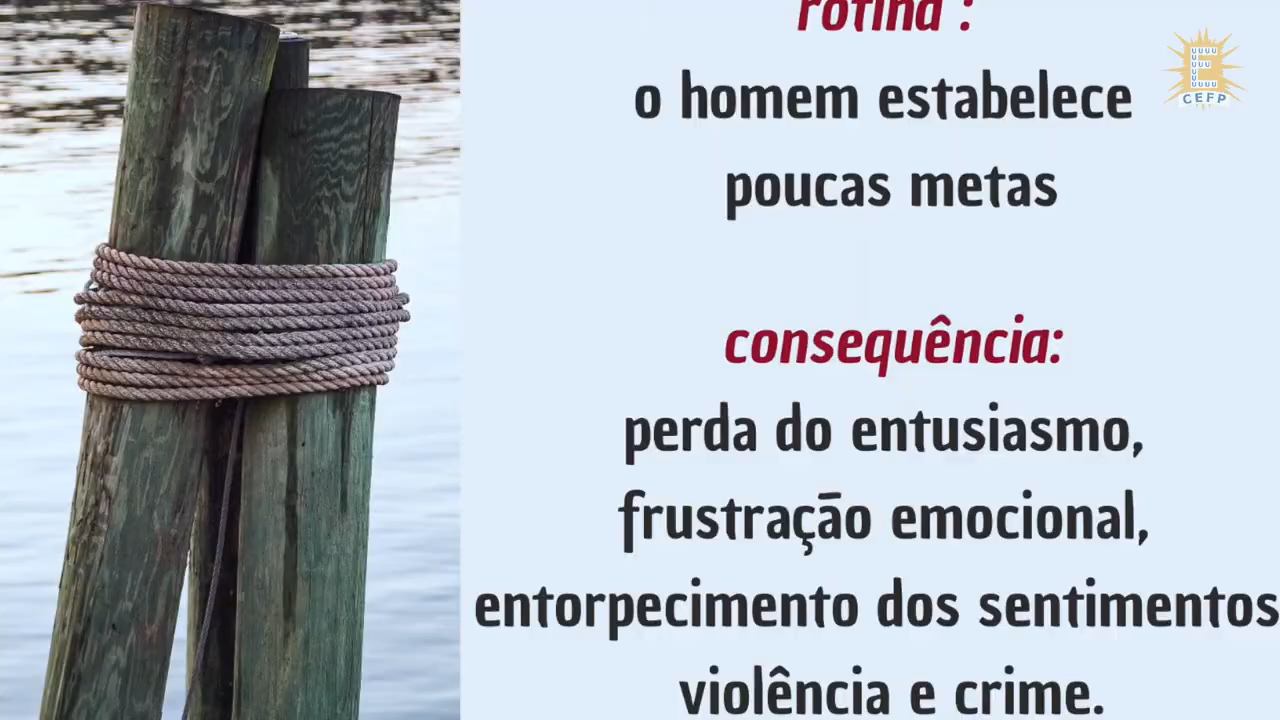 rotina :
o homem estabelece
poucas metas
consequência:
perda do entusiasmo,
frustração emocional,
entorpecimento dos sentimentos
violência e crime.
CEFP